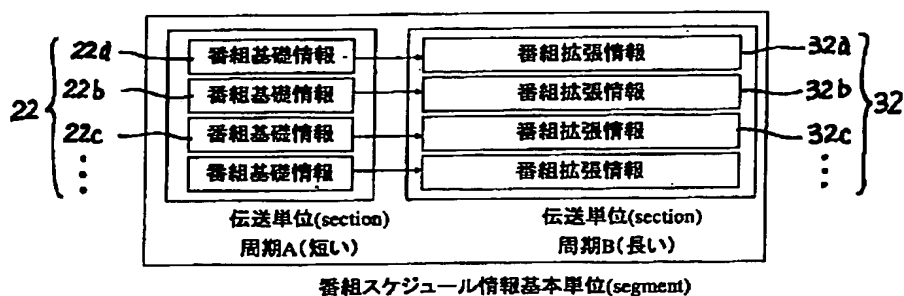 22a 番組基礎情報 番組拡張情報 32a
22b 番組基礎情報 番組拡張情報 32b
22 32
22c 番組基礎情報 番組拡張情報 32c
番組基礎情報 番組拡張情報
伝送単位(section) 伝送単位(section)
周期A(短い) 周期B(長い)
番組スケジュール情報基本単位(segment)